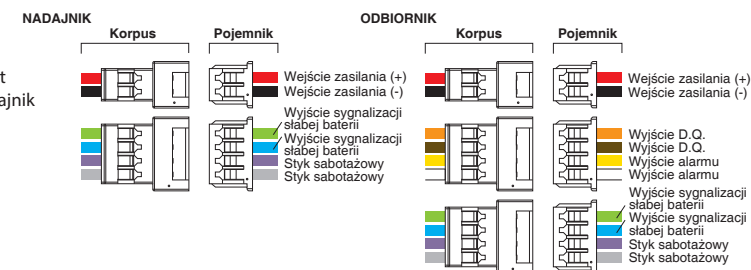 NADAJNIK
Korpus
Pojemnik
t
ajnik
Wejście zasilania (+)
Wejście zasilania (-)
Wyjście sygnalizacji
słabej baterii
Wyjście sygnalizacji
słabej baterii
Styk sabotażowy
Styk sabotażowy
ODBIORNIK
Korpus
Pojemnik
Wejście zasilania (+)
Wejście zasilania (-)
Wyjście D.Q.
Wyjście D.Q.
Wyjście alarmu
Wyjście alarmu
Wyjście sygnalizacji
słabej baterii
Wyjście sygnalizacji
słabej baterii
Styk sabotażowy
Styk sabotażowy